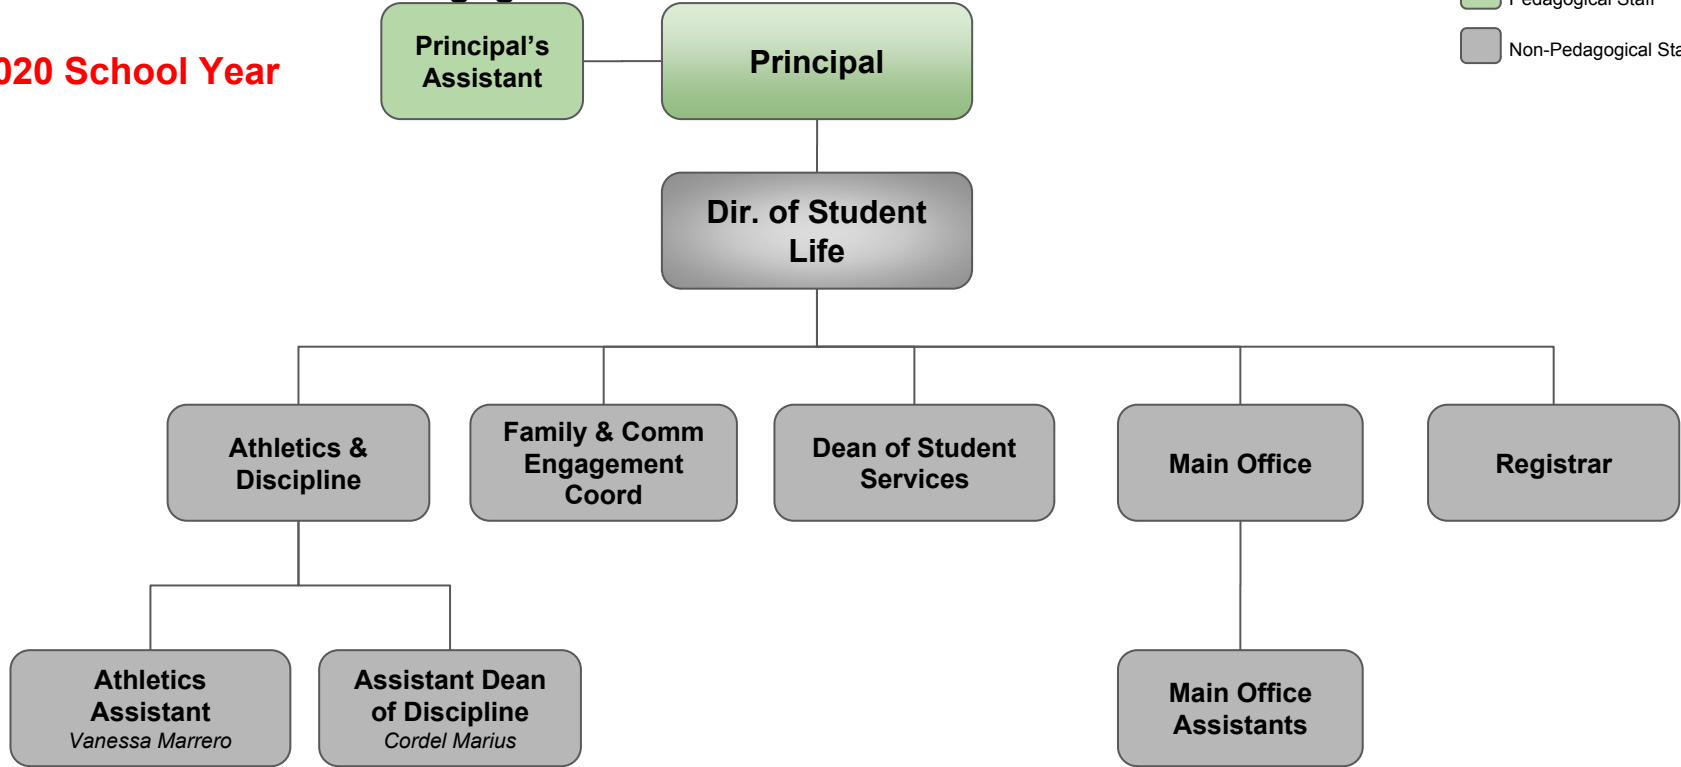 Pedagogical Staff
Non-Pedagogical
020 School Year
Principal's
Assistant
Principal
Dir. of Student
Life
Athletics &
Discipline
Family & Comm
Engagement
Coord
Dean of Student
Services
Main Office
Registrar
Athletics
Assistant
Vanessa Marrero
Assistant Dean
of Discipline
Cordel Marius
Main Office
Assistants